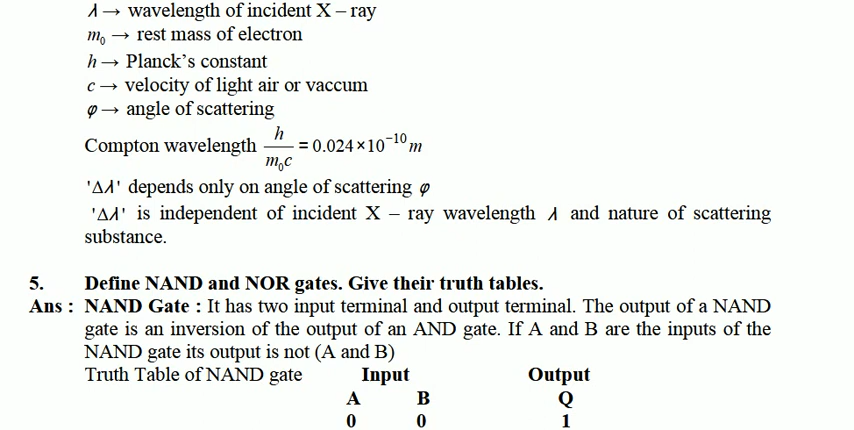 λ → wavelength of incident X – ray
m₀ → rest mass of electron
h → Planck's constant
c → velocity of light air or vaccum
φ → angle of scattering
Compton wavelength h/m₀c = 0.024×10⁻¹⁰ m
'Δλ' depends only on angle of scattering φ
'Δλ' is independent of incident X – ray wavelength λ and nature of scattering
substance.
5. Define NAND and NOR gates. Give their truth tables.
Ans : NAND Gate : It has two input terminal and output terminal. The output of a NAND
gate is an inversion of the output of an AND gate. If A and B are the inputs of the
NAND gate its output is not (A and B)
Truth Table of NAND gate Input Output
A B Q
0 0 1